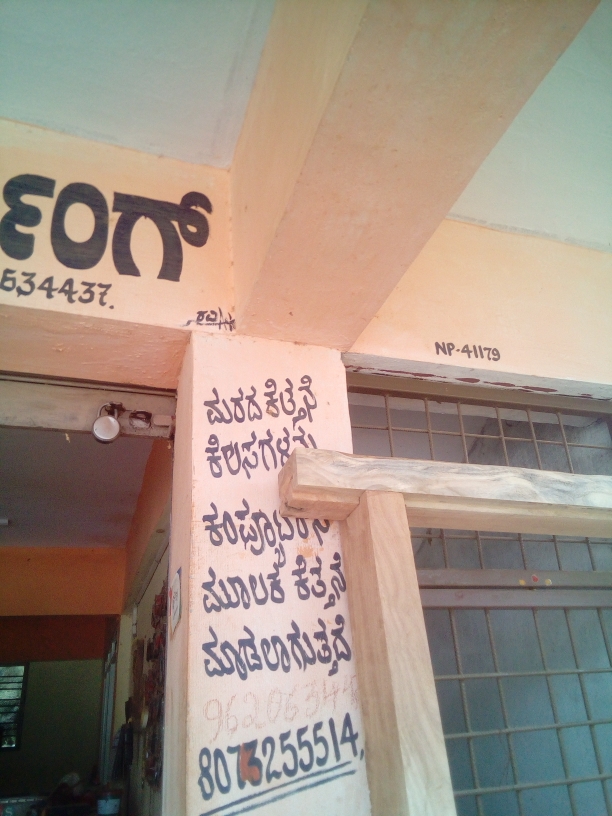 ರ್ಣಿಂಗ್
634437.
NP-41179
ಮರದ ಕೆತ್ತನೆ
ಕೆಲಸಗಳನ್ನು
ಕಂಪ್ಯೂಟರಿನ
ಮೂಲಕ ಕೆತ್ತನೆ
ಮಾಡಲಾಗುತ್ತದೆ
8073255514.